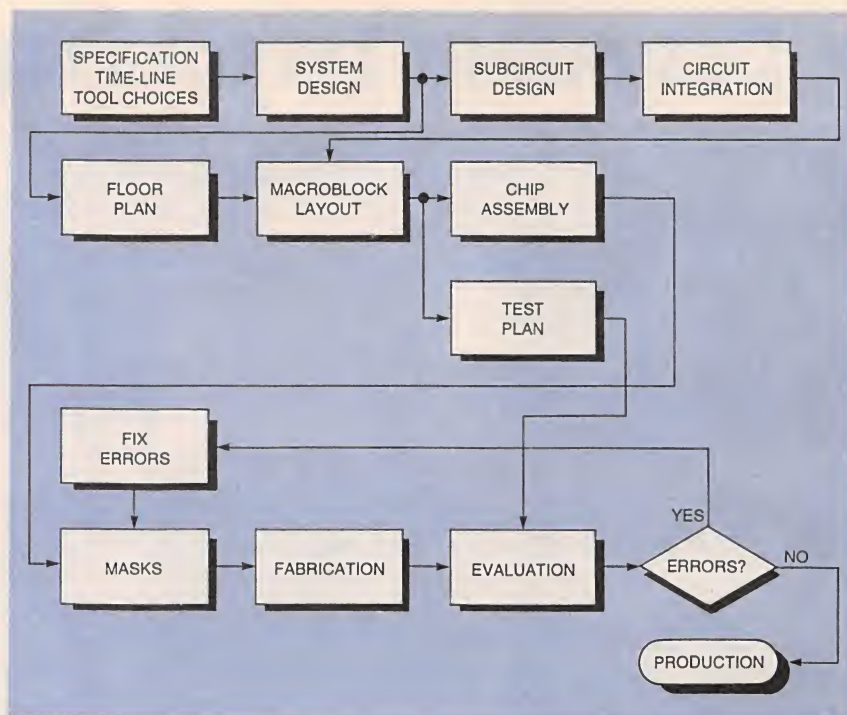 SPECIFICATION
TIME-LINE
TOOL CHOICES
SYSTEM
DESIGN
SUBCIRCUIT
DESIGN
CIRCUIT
INTEGRATION
FLOOR
PLAN
MACROBLOCK
LAYOUT
CHIP
ASSEMBLY
TEST
PLAN
FIX
ERRORS
YES
MASKS
FABRICATION
EVALUATION
ERRORS?
NO
PRODUCTION